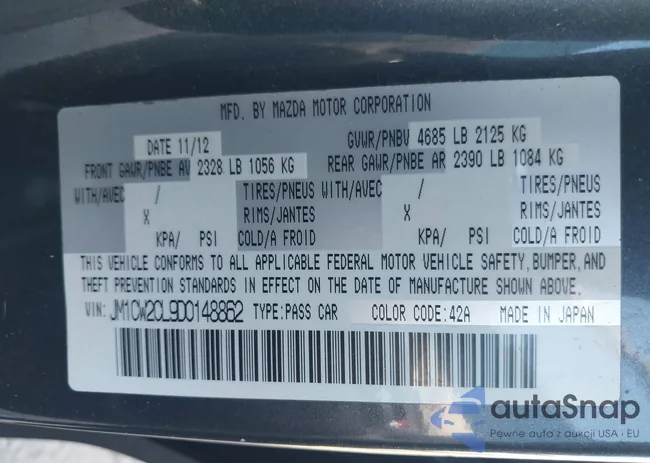 MFD. BY MAZDA MOTOR CORPORATION
DATE 11/12 GVWR/PNBV 4685 LB 2125 KG
FRONT GAWR/PNBE AV 2328 LB 1056 KG REAR GAWR/PNBE AR 2390 LB 1084 KG
WITH/AVEC / TIRES/PNEUS WITH/AVEC / TIRES/PNEUS
X RIMS/JANTES X RIMS/JANTES
KPA/ PSI COLD/A FROID KPA/ PSI COLD/A FROID
THIS VEHICLE CONFORMS TO ALL APPLICABLE FEDERAL MOTOR VEHICLE SAFETY, BUMPER, AND
THEFT PREVENTION STANDARDS IN EFFECT ON THE DATE OF MANUFACTURE SHOWN ABOVE.
VIN: JM1CW2CL9D0148852 TYPE: PASS CAR COLOR CODE: 42A MADE IN JAPAN
autaSnap
Pewne auta z aukcji USA i EU